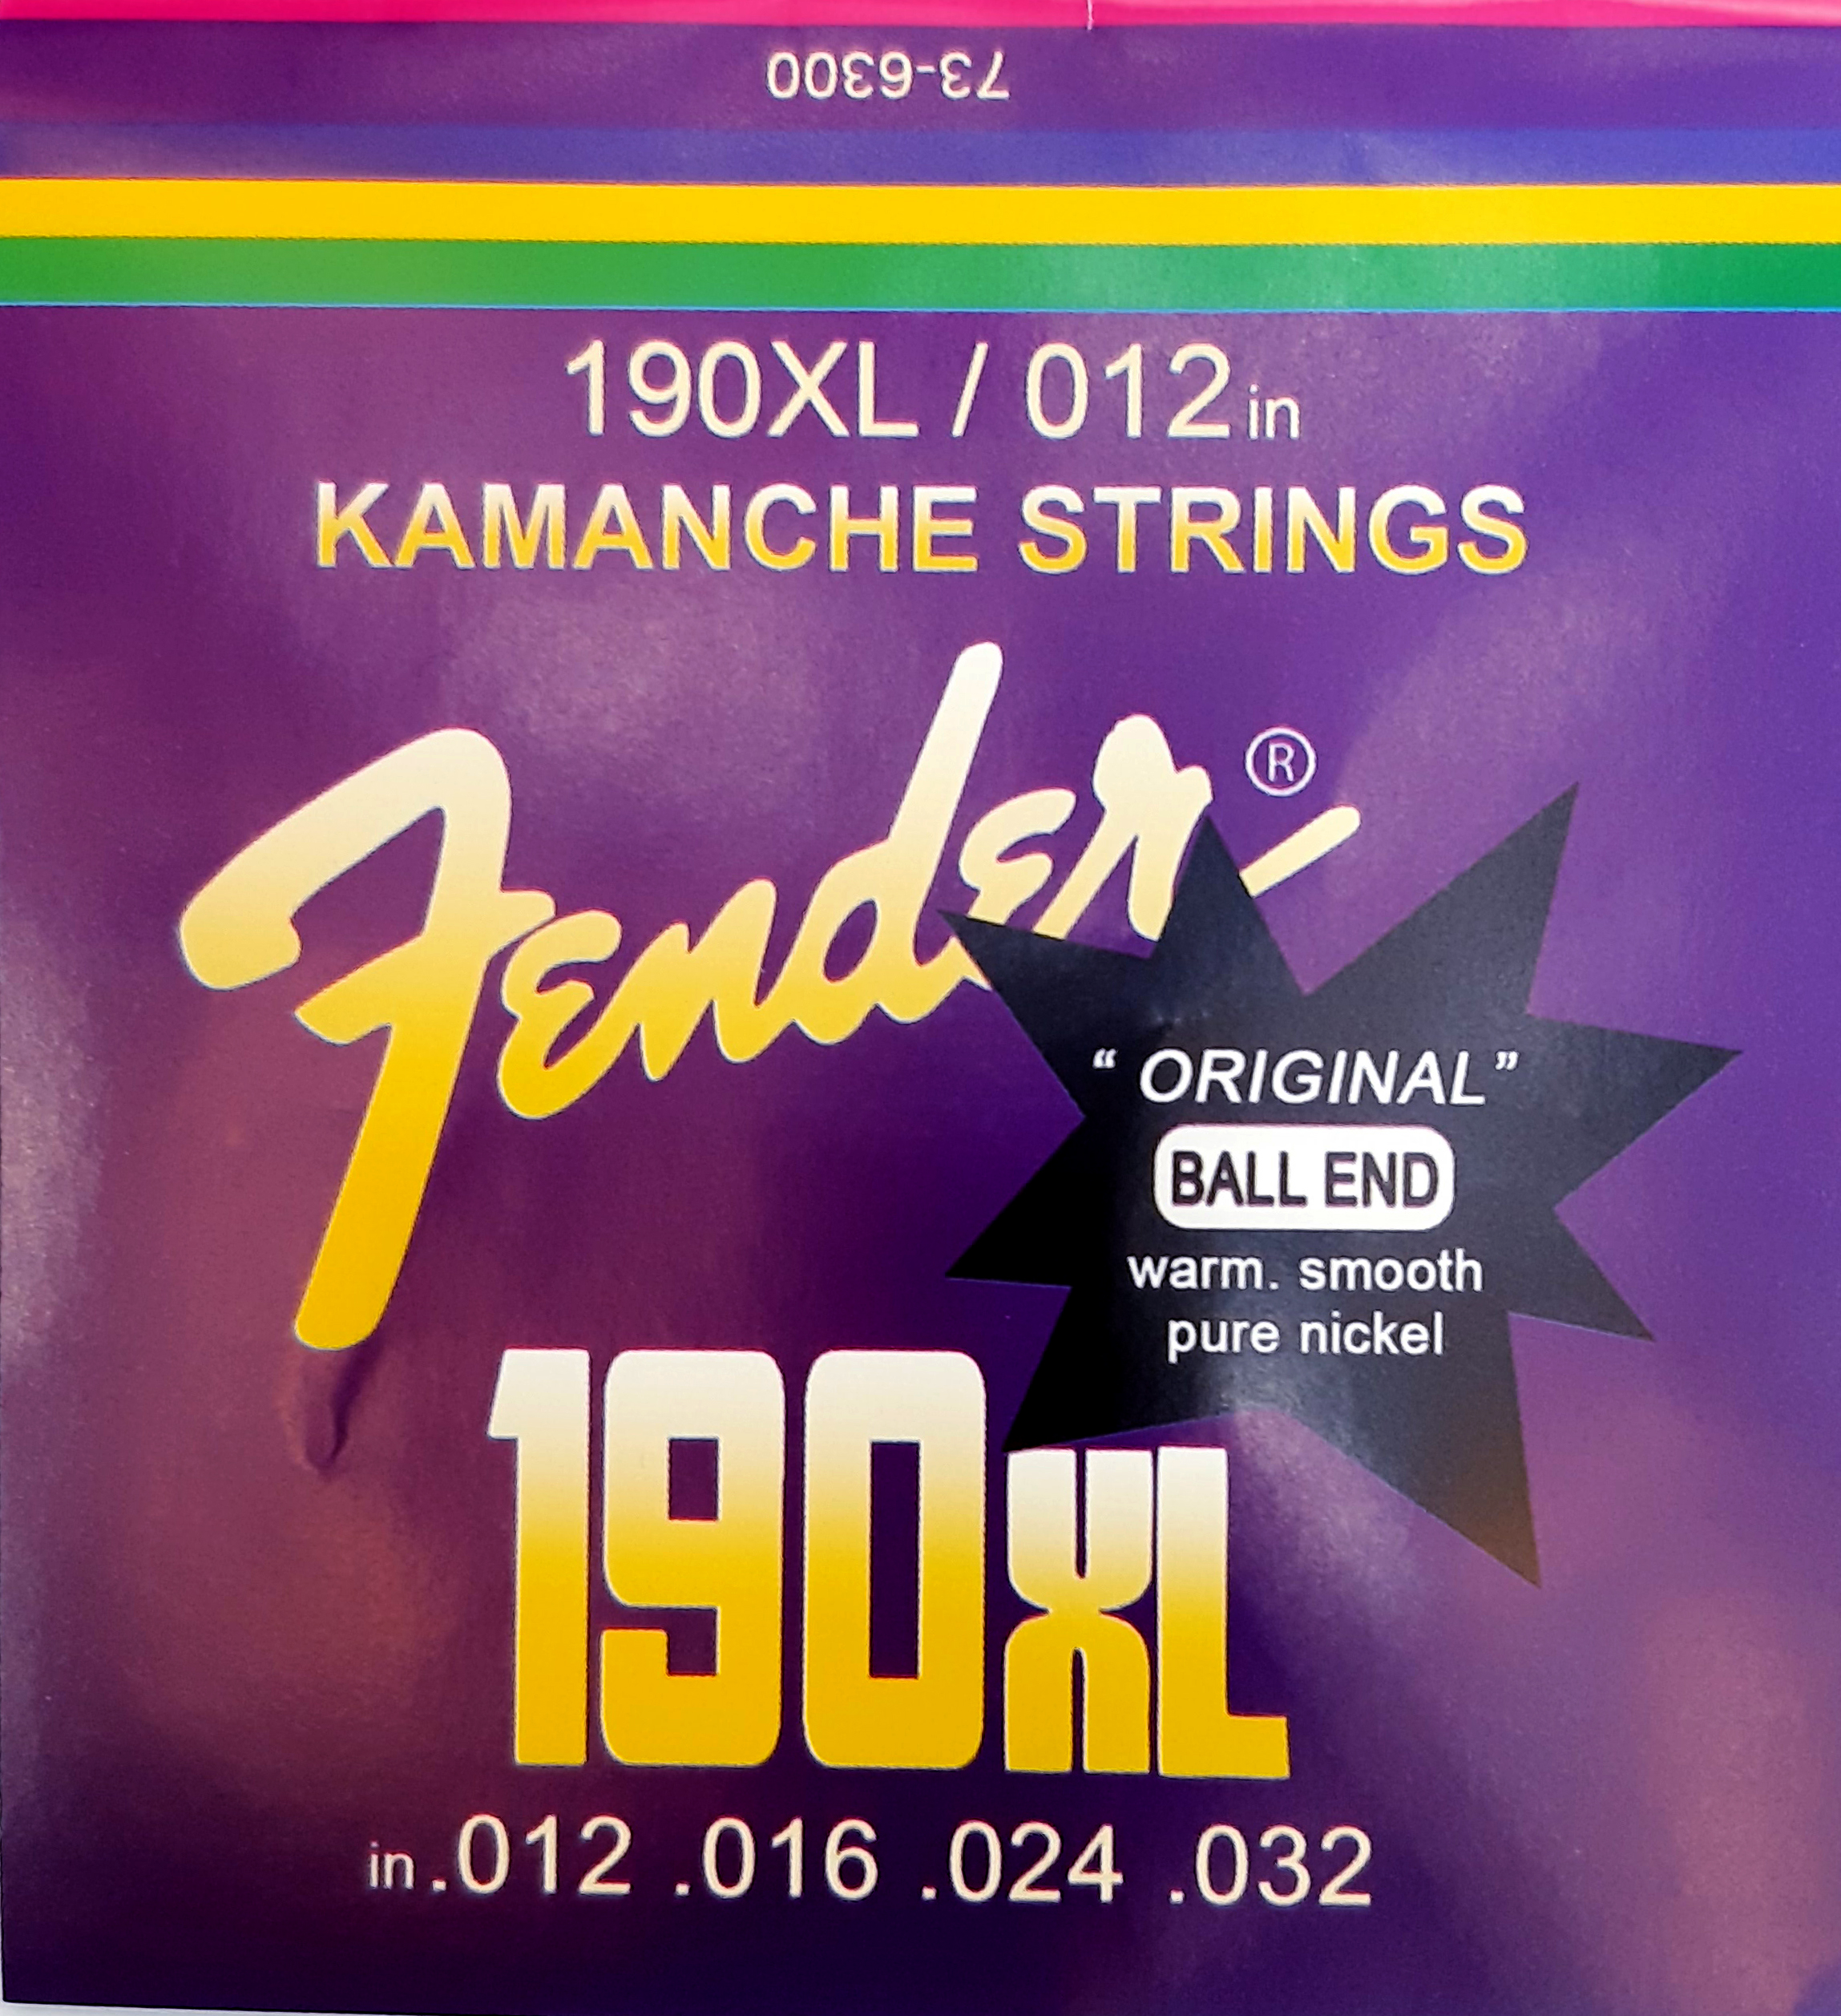 73-6300
190XL / 012in
KAMANCHE STRINGS
Fender®
“ ORIGINAL”
BALL END
warm. smooth
pure nickel
190XL
in.012 .016 .024 .032